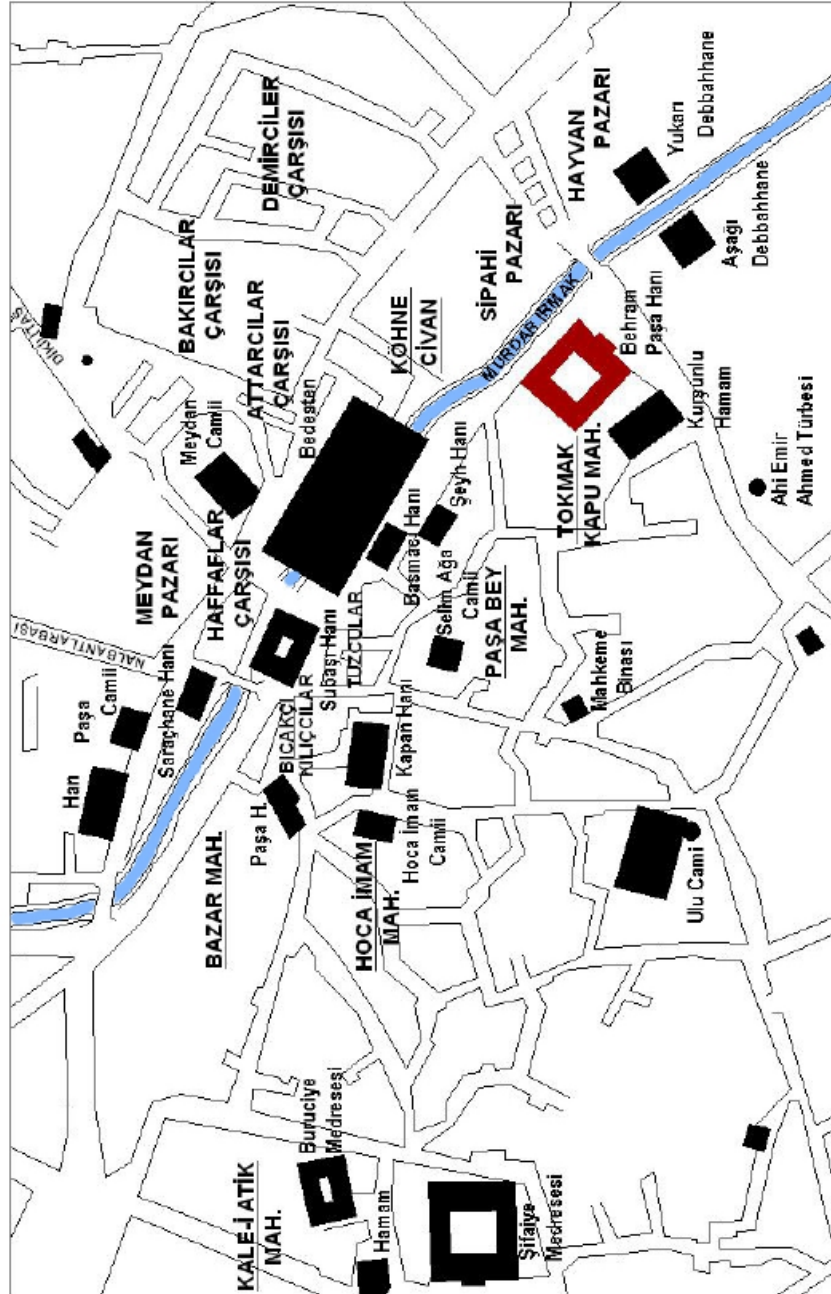 KALE-İ ATİK
MAH.
Buruciye
Medresesi
Hamam
Şifaiye
Medresesi
BAZAR MAH.
Han
Paşa
Camii
Saraçhane Hanı
NALBANTLARBAŞI
MEYDAN
PAZARI
HAFFAFLAR
ÇARŞISI
Meydan
Camii
DİKİLİTAŞ
BAKIRCILAR
ÇARŞISI
ATTARCILAR
ÇARŞISI
DEMİRCİLER
ÇARŞISI
Bedesten
KÖHNE
CİVAN
Paşa H.
BIÇAKÇI
KILIÇCILAR
Subaşı Hanı
TUZCULAR
HOCA İMAM
MAH.
Hoca İmam
Camii
Kapan Hanı
Basmacı Hanı
Şeyh Hanı
Selim Ağa
Camii
PAŞA BEY
MAH.
Mahkeme
Binası
Ulu Cami
SİPAHİ
PAZARI
MURDAR IRMAK
HAYVAN
PAZARI
Yukarı
Debbahhane
Aşağı
Debbahhane
Behram
Paşa Hanı
TOKMAK
KAPU MAH.
Kurşunlu
Hamam
Ahi Emir
Ahmed Türbesi